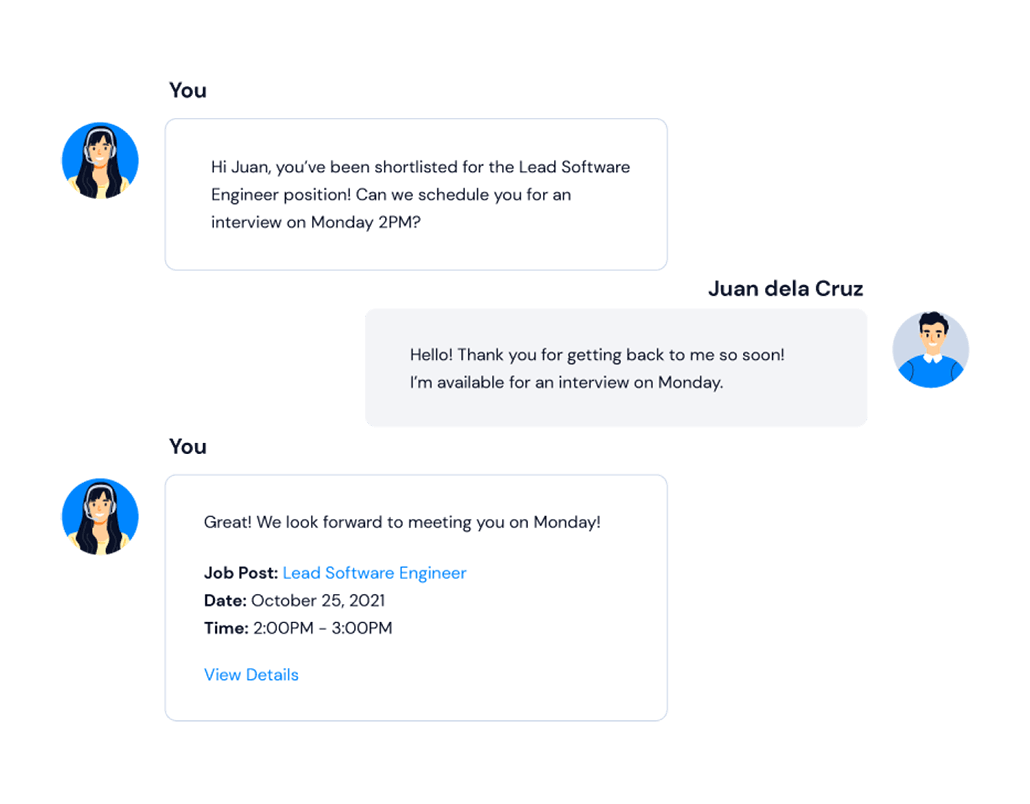 You
Hi Juan, you’ve been shortlisted for the Lead Software
Engineer position! Can we schedule you for an
interview on Monday 2PM?
Juan dela Cruz
Hello! Thank you for getting back to me so soon!
I’m available for an interview on Monday.
You
Great! We look forward to meeting you on Monday!
Job Post: Lead Software Engineer
Date: October 25, 2021
Time: 2:00PM - 3:00PM
View Details